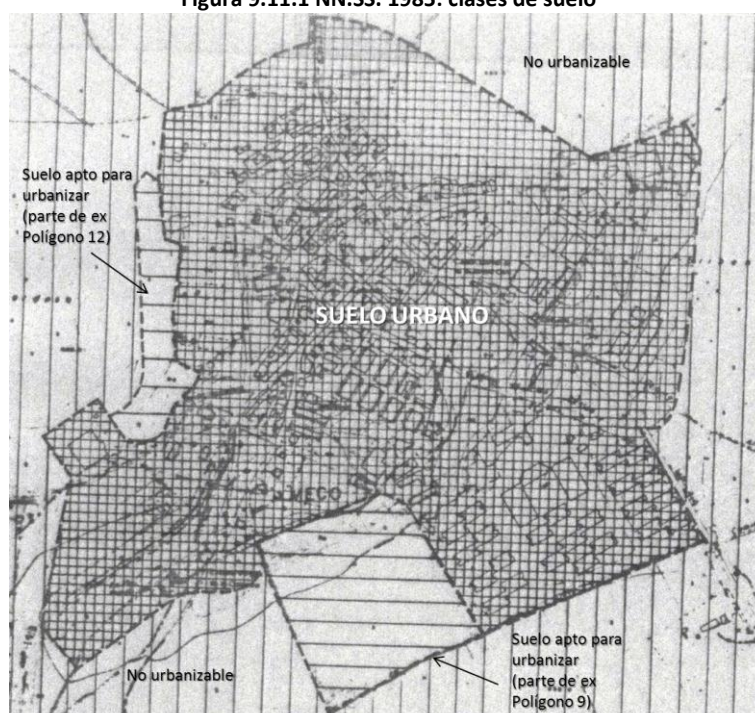 Figura 9.11.1 NN.SS. 1985: clases de suelo
No urbanizable
Suelo apto para
urbanizar
(parte de ex
Polígono 12)
SUELO URBANO
MECO
Suelo apto para
urbanizar
(parte de ex
Polígono 9)
No urbanizable